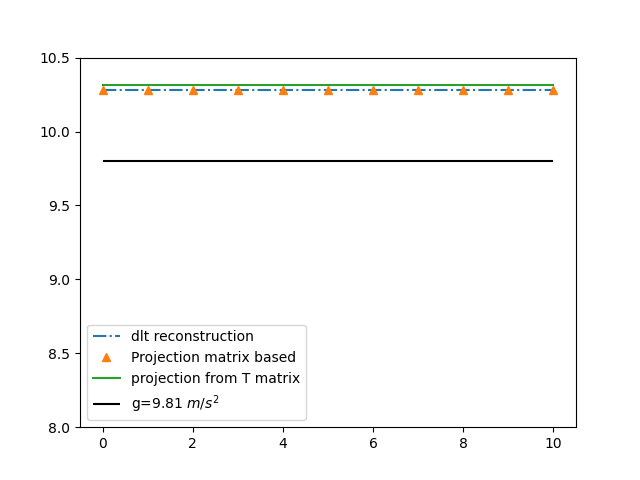 10.5
10.0
9.5
9.0
8.5
8.0
dlt reconstruction
Projection matrix based
projection from T matrix
g=9.81 m/s²
0 2 4 6 8 10